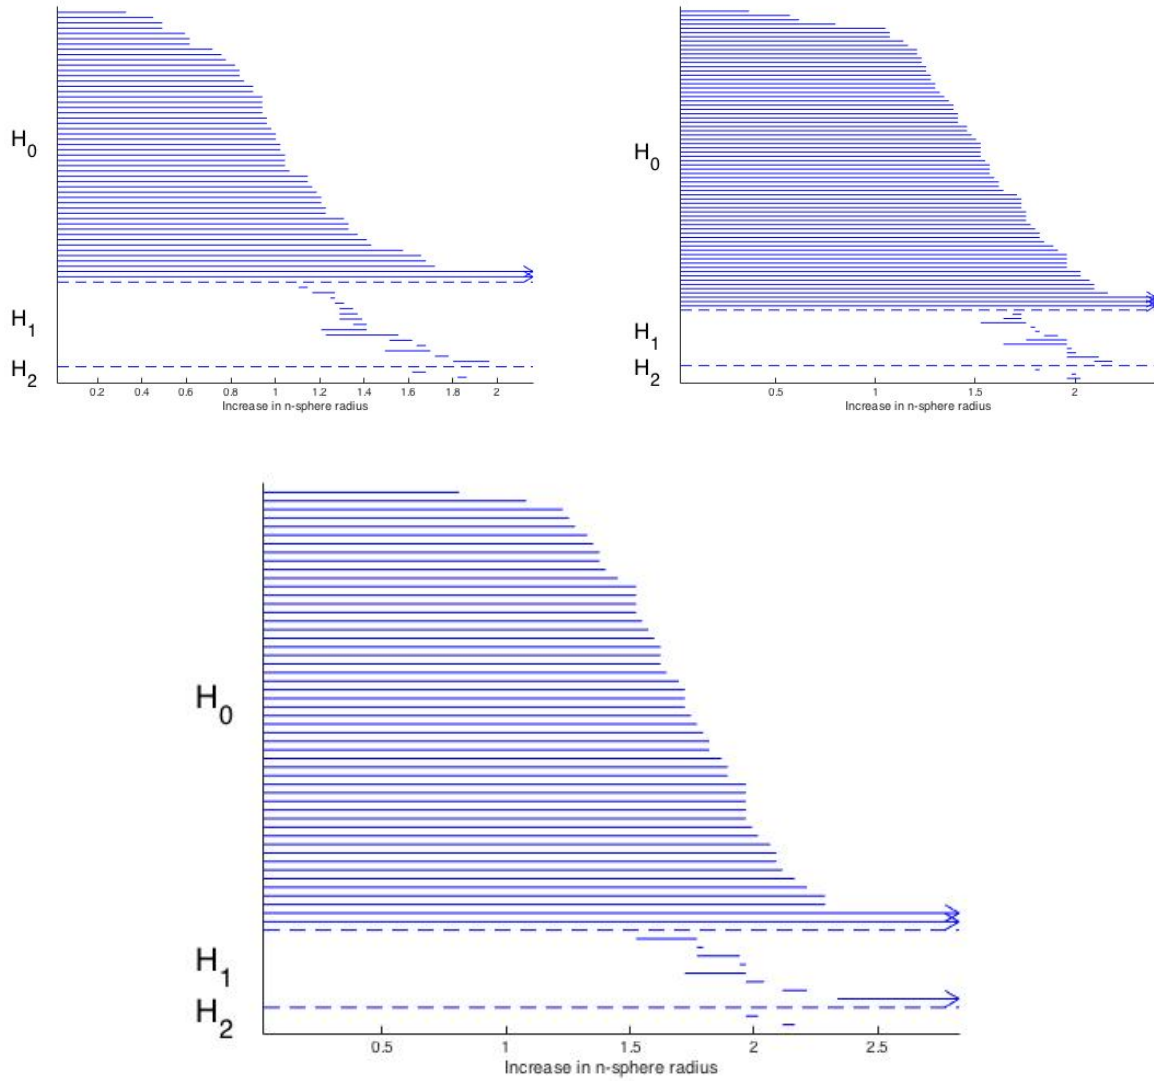 H0
H1
H2
0.2 0.4 0.6 0.8 1 1.2 1.4 1.6 1.8 2
Increase in n-sphere radius
H0
H1
H2
0.5 1 1.5 2
Increase in n-sphere radius
H0
H1
H2
0.5 1 1.5 2 2.5
Increase in n-sphere radius